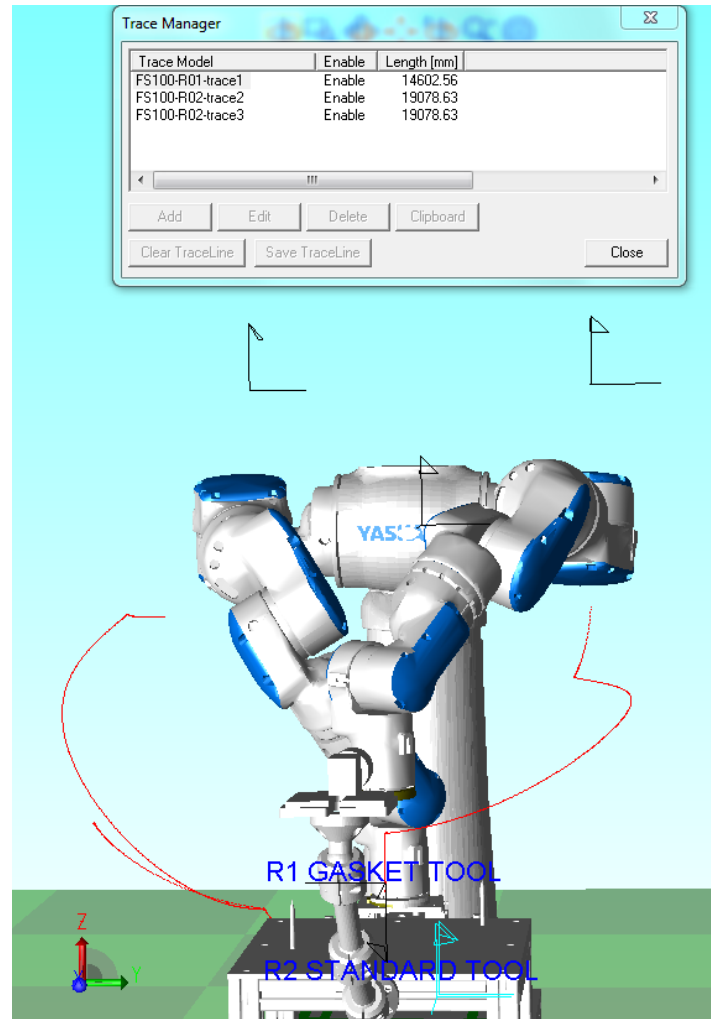 Trace Manager
Trace Model Enable Length [mm]
FS100-R01-trace1 Enable 14602.56
FS100-R02-trace2 Enable 19078.63
FS100-R02-trace3 Enable 19078.63
Add Edit Delete Clipboard
Clear TraceLine Save TraceLine Close
R1 GASKET TOOL
Z
Y
X
R2 STANDARD TOOL